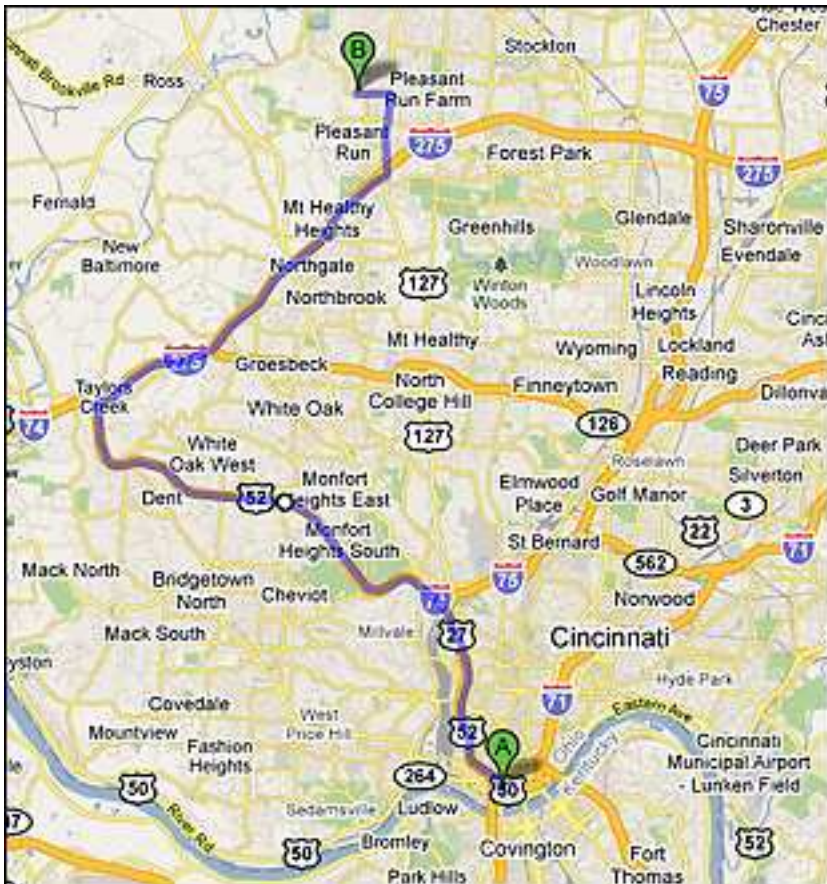 Chester
Stockton
B
Cincinnati Brookville Rd
Ross
Pleasant
Run Farm
75
Pleasant
Run
275
Forest Park
275
Fernald
Mt Healthy
Heights
Glendale
Sharonville
Greenhills
New
Baltimore
Evendale
Northgate
Woodlawn
127
Winton
Woods
Northbrook
Lincoln
Heights
Mt Healthy
Wyoming
Lockland
275
Groesbeck
Reading
Taylors
Creek
North
College Hill
Finneytown
White Oak
74
126
127
White
Oak West
Deer Park
Roselawn
Monfort
Heights East
Elmwood
Place
Silverton
Dent
52
Golf Manor
3
Monfort
Heights South
22
St Bernard
71
562
Mack North
Bridgetown
North
75
Cheviot
Norwood
Mack South
Millvale
27
Cincinnati
Hyde Park
71
Covedale
West
Price Hill
Eastern Ave
Mountview
52
A
Fashion
Heights
Ohio
Kentucky
Cincinnati
Municipal Airport
- Lunken Field
264
50
50
Sedamsville
Ludlow
River Rd
Bromley
52
50
Covington
Fort
Thomas
Park Hills